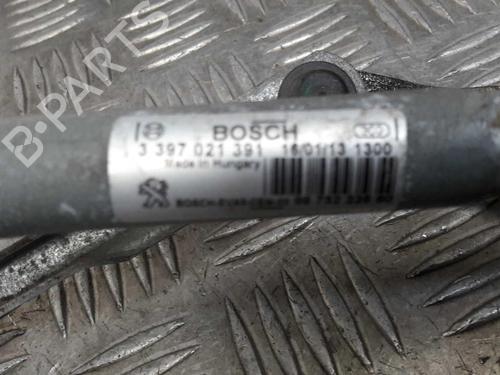 B-PARTS
BOSCH
3 397 021 391 16/01/13 1300
Made in Hungary